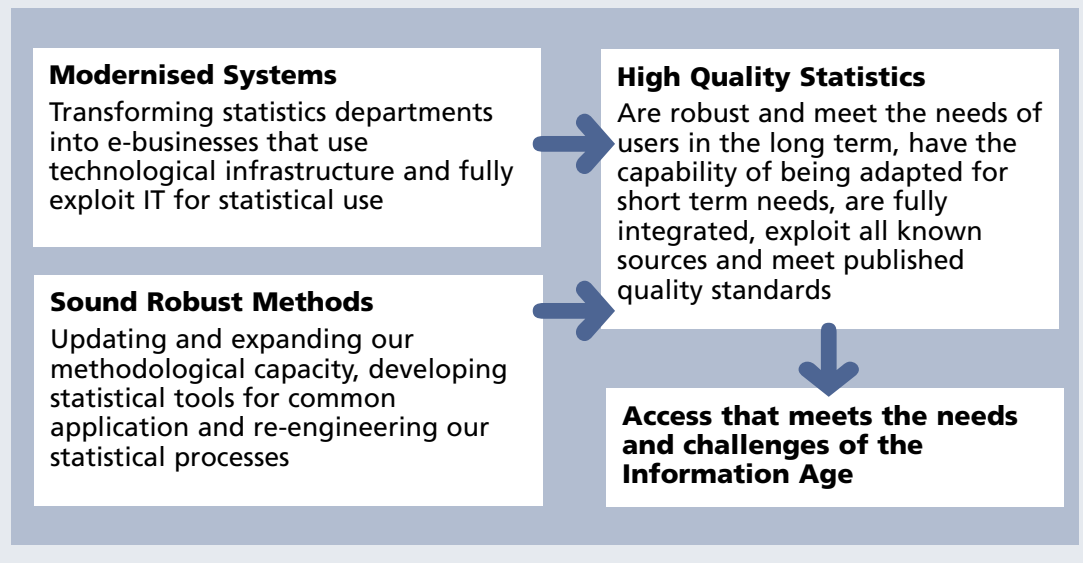 Modernised Systems
Transforming statistics departments
into e-businesses that use
technological infrastructure and fully
exploit IT for statistical use
Sound Robust Methods
Updating and expanding our
methodological capacity, developing
statistical tools for common
application and re-engineering our
statistical processes
High Quality Statistics
Are robust and meet the needs of
users in the long term, have the
capability of being adapted for
short term needs, are fully
integrated, exploit all known
sources and meet published
quality standards
Access that meets the needs
and challenges of the
Information Age